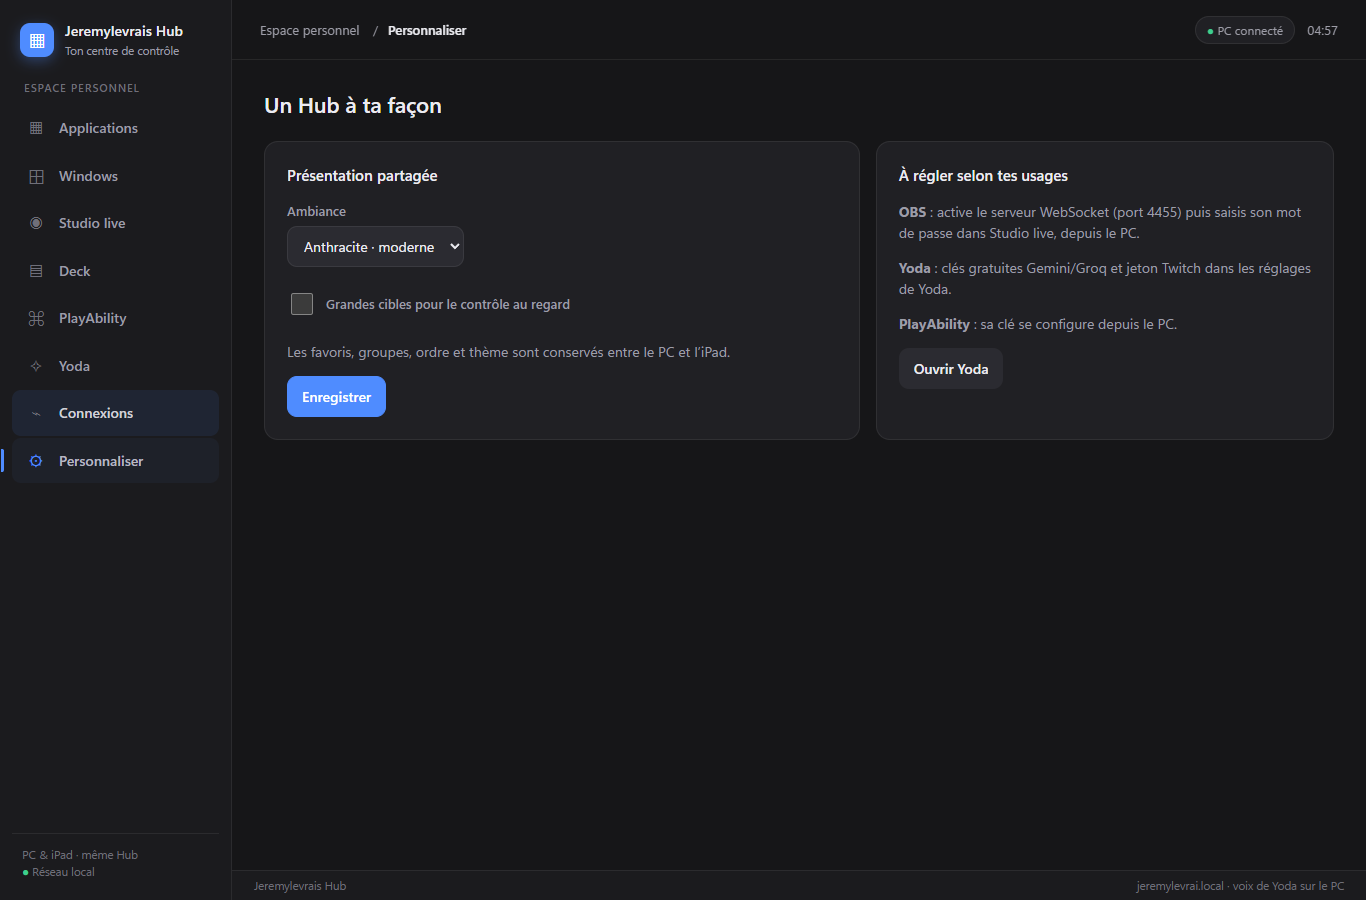 Jeremylevrais Hub
Ton centre de contrôle
ESPACE PERSONNEL
Applications
Windows
Studio live
Deck
PlayAbility
Yoda
Connexions
Personnaliser
PC & iPad · même Hub
Réseau local
Espace personnel / Personnaliser
PC connecté
04:57
Un Hub à ta façon
Présentation partagée
Ambiance
Anthracite · moderne
Grandes cibles pour le contrôle au regard
Les favoris, groupes, ordre et thème sont conservés entre le PC et l’iPad.
Enregistrer
À régler selon tes usages
OBS : active le serveur WebSocket (port 4455) puis saisis son mot
de passe dans Studio live, depuis le PC.
Yoda : clés gratuites Gemini/Groq et jeton Twitch dans les réglages
de Yoda.
PlayAbility : sa clé se configure depuis le PC.
Ouvrir Yoda
Jeremylevrais Hub
jeremylevrai.local · voix de Yoda sur le PC